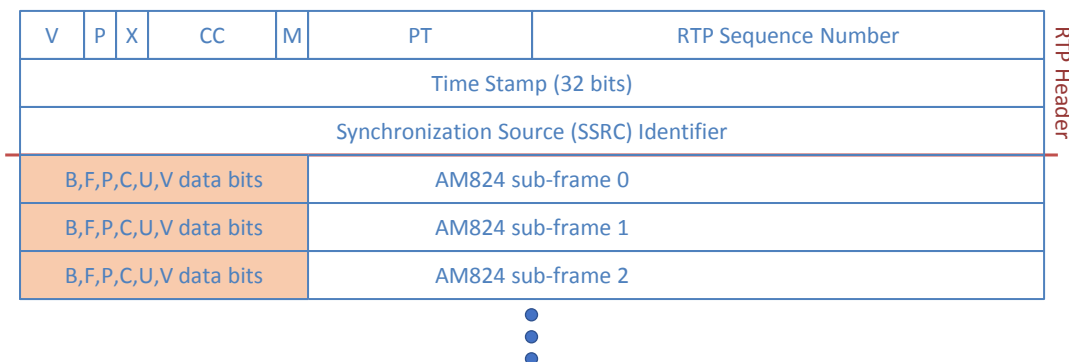 V P X CC M PT RTP Sequence Number
Time Stamp (32 bits)
Synchronization Source (SSRC) Identifier
RTP Header
B,F,P,C,U,V data bits AM824 sub-frame 0
B,F,P,C,U,V data bits AM824 sub-frame 1
B,F,P,C,U,V data bits AM824 sub-frame 2